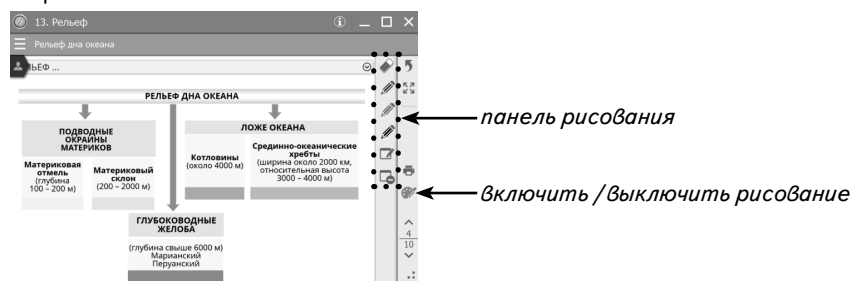 13. Рельеф
Рельеф дна океана
ЬЕФ ...
РЕЛЬЕФ ДНА ОКЕАНА
ПОДВОДНЫЕ
ОКРАИНЫ
МАТЕРИКОВ
Материковая
отмель
(глубина
100 – 200 м)
Материковый
склон
(200 – 2000 м)
ЛОЖЕ ОКЕАНА
Котловины
(около 4000 м)
Срединно-океанические
хребты
(ширина около 2000 км,
относительная высота
3000 – 4000 м)
ГЛУБОКОВОДНЫЕ
ЖЕЛОБА
(глубина свыше 6000 м)
Марианский
Перуанский
4
10
панель рисования
включить / выключить рисование